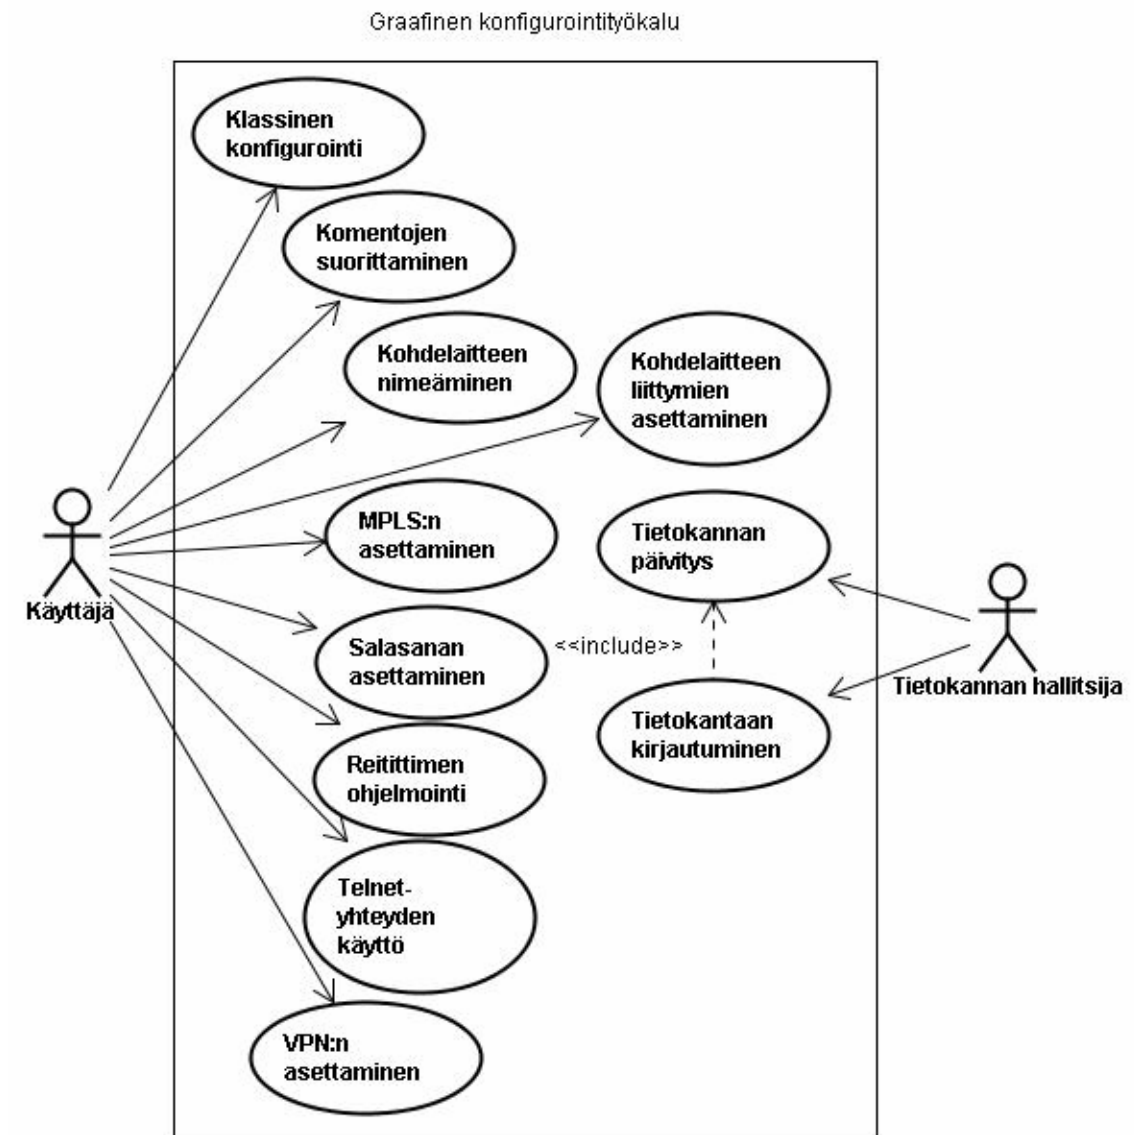 Graafinen konfigurointityökalu
Klassinen
konfigurointi
Komentojen
suorittaminen
Kohdelaitteen
nimeäminen
Kohdelaitteen
liittymien
asettaminen
MPLS:n
asettaminen
Tietokannan
päivitys
Käyttäjä
Salasanan
asettaminen
<<include>>
Tietokannan hallitsija
Tietokantaan
kirjautuminen
Reitittimen
ohjelmointi
Telnet-
yhteyden
käyttö
VPN:n
asettaminen